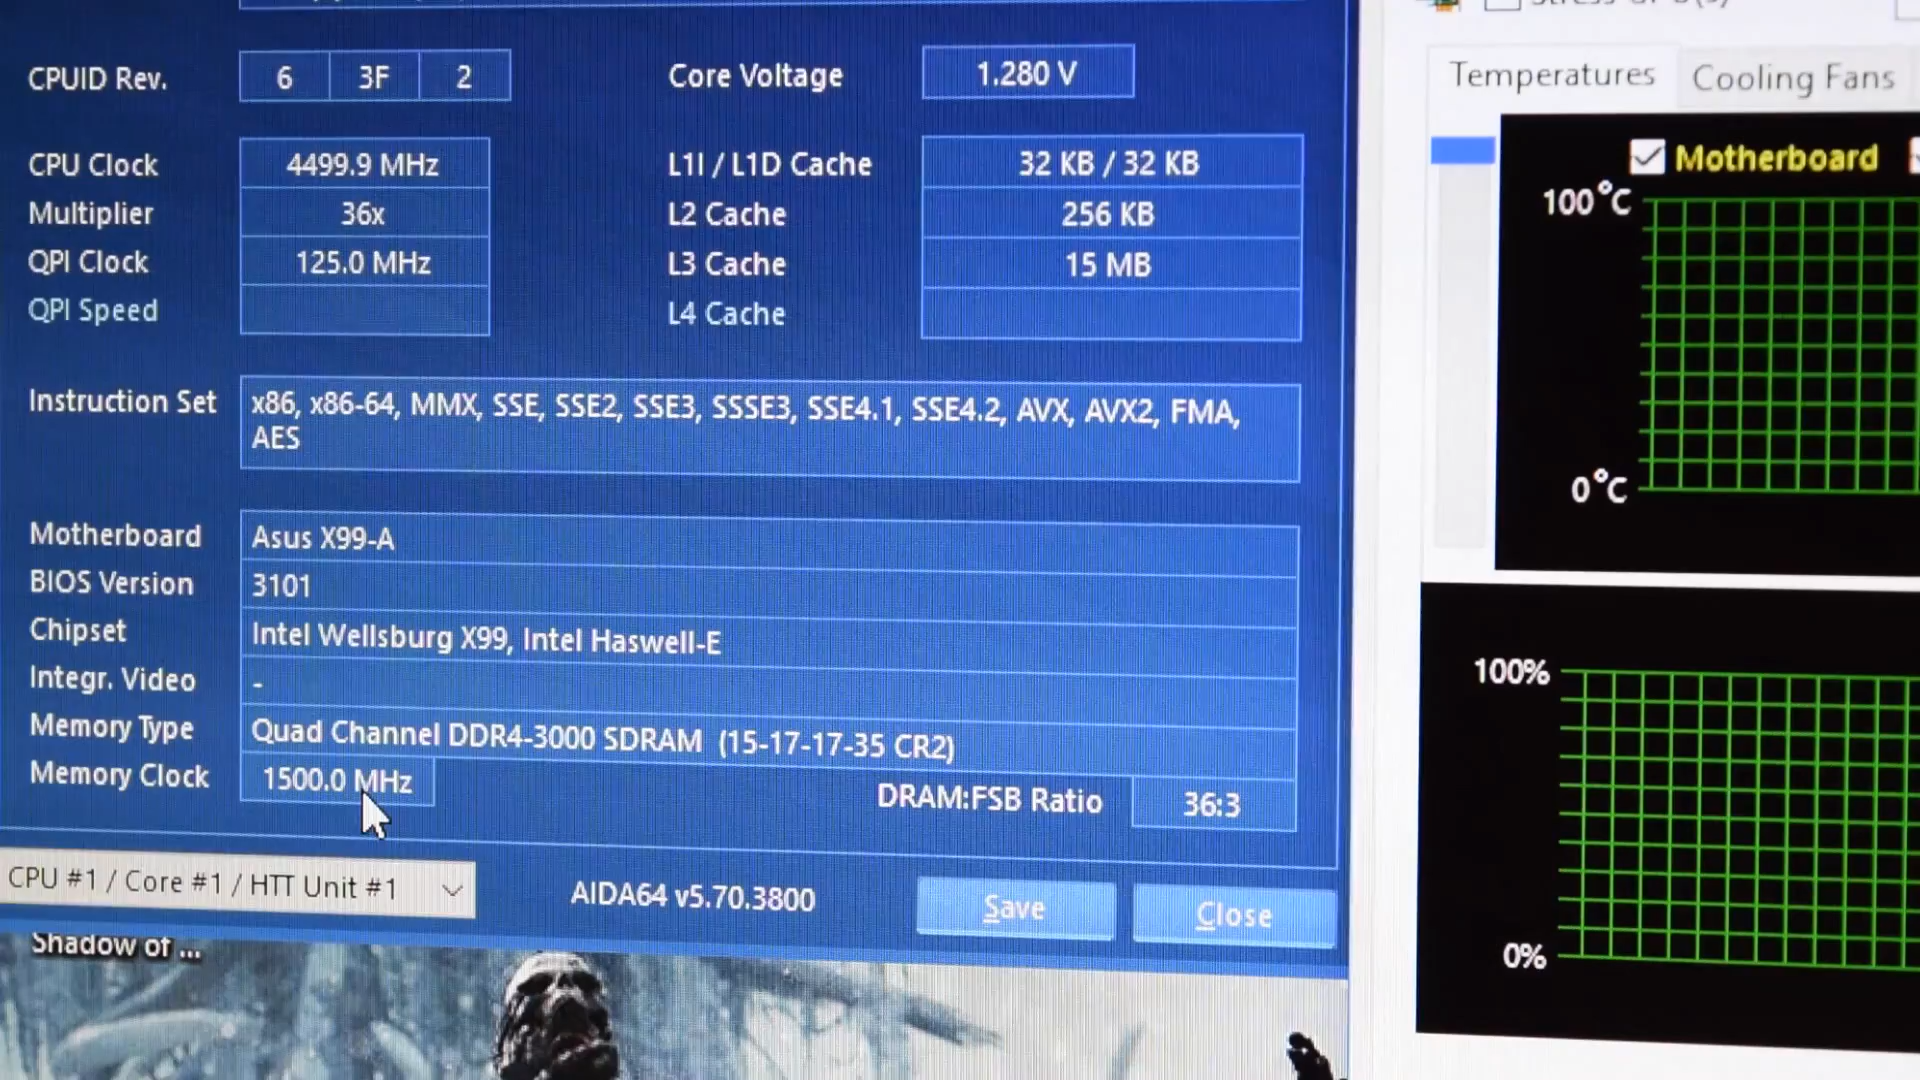 CPUID Rev. 6 3F 2 Core Voltage 1.280 V
CPU Clock 4499.9 MHz L1I / L1D Cache 32 KB / 32 KB
Multiplier 36x L2 Cache 256 KB
QPI Clock 125.0 MHz L3 Cache 15 MB
QPI Speed L4 Cache
Instruction Set x86, x86-64, MMX, SSE, SSE2, SSE3, SSSE3, SSE4.1, SSE4.2, AVX, AVX2, FMA,
AES
Motherboard Asus X99-A
BIOS Version 3101
Chipset Intel Wellsburg X99, Intel Haswell-E
Integr. Video -
Memory Type Quad Channel DDR4-3000 SDRAM (15-17-17-35 CR2)
Memory Clock 1500.0 MHz DRAM:FSB Ratio 36:3
CPU #1 / Core #1 / HTT Unit #1 AIDA64 v5.70.3800 Save Close
Shadow of ...
Temperatures Cooling Fans
Motherboard
100°C
0°C
100%
0%